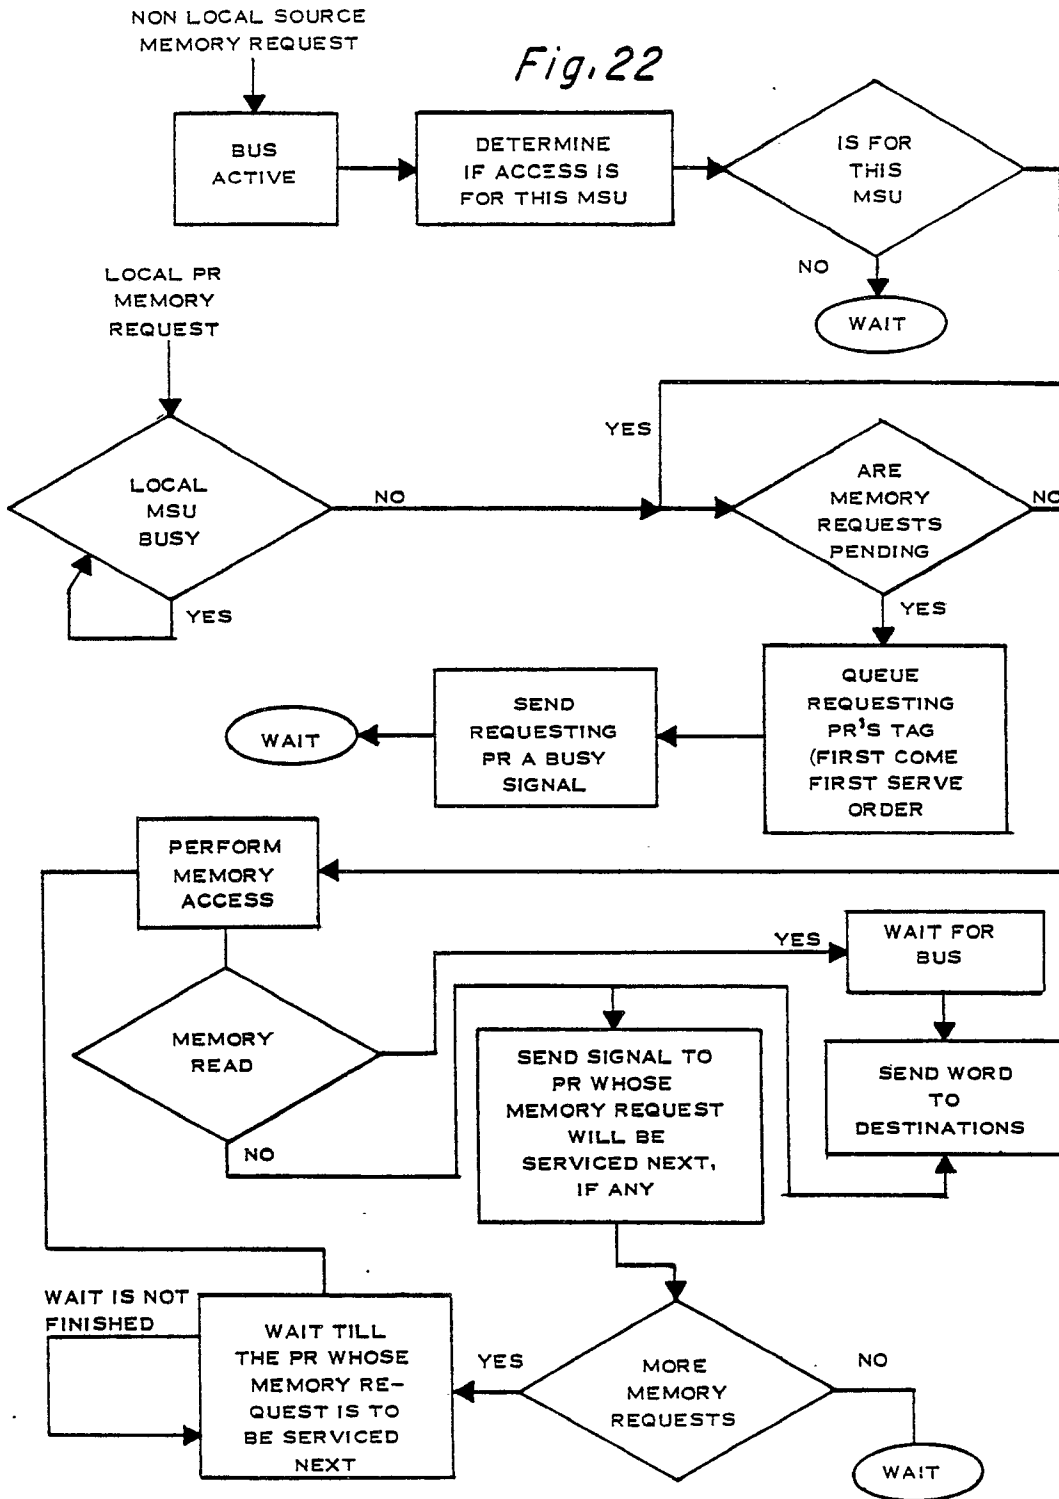 NON LOCAL SOURCE
MEMORY REQUEST
Fig. 22
BUS
ACTIVE
DETERMINE
IF ACCESS IS
FOR THIS MSU
IS FOR
THIS
MSU
NO
WAIT
LOCAL PR
MEMORY
REQUEST
YES
LOCAL
MSU
BUSY
NO
YES
ARE
MEMORY
REQUESTS
PENDING
NO
YES
QUEUE
REQUESTING
PR'S TAG
(FIRST COME
FIRST SERVE
ORDER
SEND
REQUESTING
PR A BUSY
SIGNAL
WAIT
PERFORM
MEMORY
ACCESS
YES
WAIT FOR
BUS
MEMORY
READ
NO
SEND SIGNAL TO
PR WHOSE
MEMORY REQUEST
WILL BE
SERVICED NEXT,
IF ANY
SEND WORD
TO
DESTINATIONS
WAIT IS NOT
FINISHED
WAIT TILL
THE PR WHOSE
MEMORY RE-
QUEST IS TO
BE SERVICED
NEXT
YES
MORE
MEMORY
REQUESTS
NO
WAIT